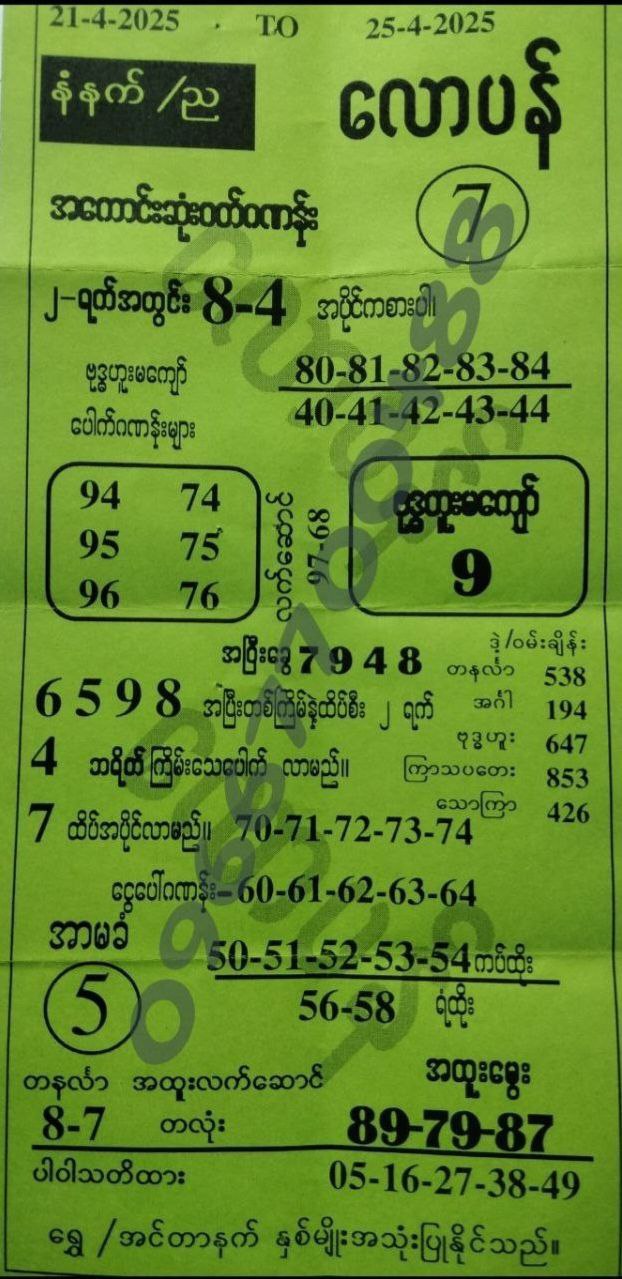 21-4-2025 . T.O 25-4-2025
နံနက် /ည
လောပန်
အကောင်းဆုံးဝတ်ဂဏန်း
7
၂-ရက်အတွင်း 8-4 အပိုင်ကစားပါ၊
ဗုဒ္ဓဟူးမကျော်
ပေါက်ဂဏန်းများ
80-81-82-83-84
40-41-42-43-44
94 74
95 75
96 76
လက်ဆောင်
97-68
ဗုဒ္ဓဟူးမကျော်
9
ဒဲ့/ဝမ်းချိန်း
အပြီးခွေ 7 9 4 8
တနင်္လာ 538
6 5 9 8 အပြီးတစ်ကြိမ်နဲ့ထိပ်စီး ၂ ရက်
အင်္ဂါ 194
ဗုဒ္ဓဟူး 647
4 ဘရိတ် ကြိမ်းသေပေါက် လာမည်။
ကြာသပတေး 853
သောကြာ 426
7 ထိပ်အပိုင်လာမည်။ 70-71-72-73-74
ငွေပေါ်ဂဏန်း-60-61-62-63-64
အာမခံ
5
50-51-52-53-54 ကပ်ထိုး
56-58 ရံထိုး
တနင်္လာ အထူးလက်ဆောင်
အထူးမွေး
8-7 တလုံး
89-79-87
ပါဝါသတိထား 05-16-27-38-49
ရွှေ /အင်တာနက် နှစ်မျိုးအသုံးပြုနိုင်သည်။